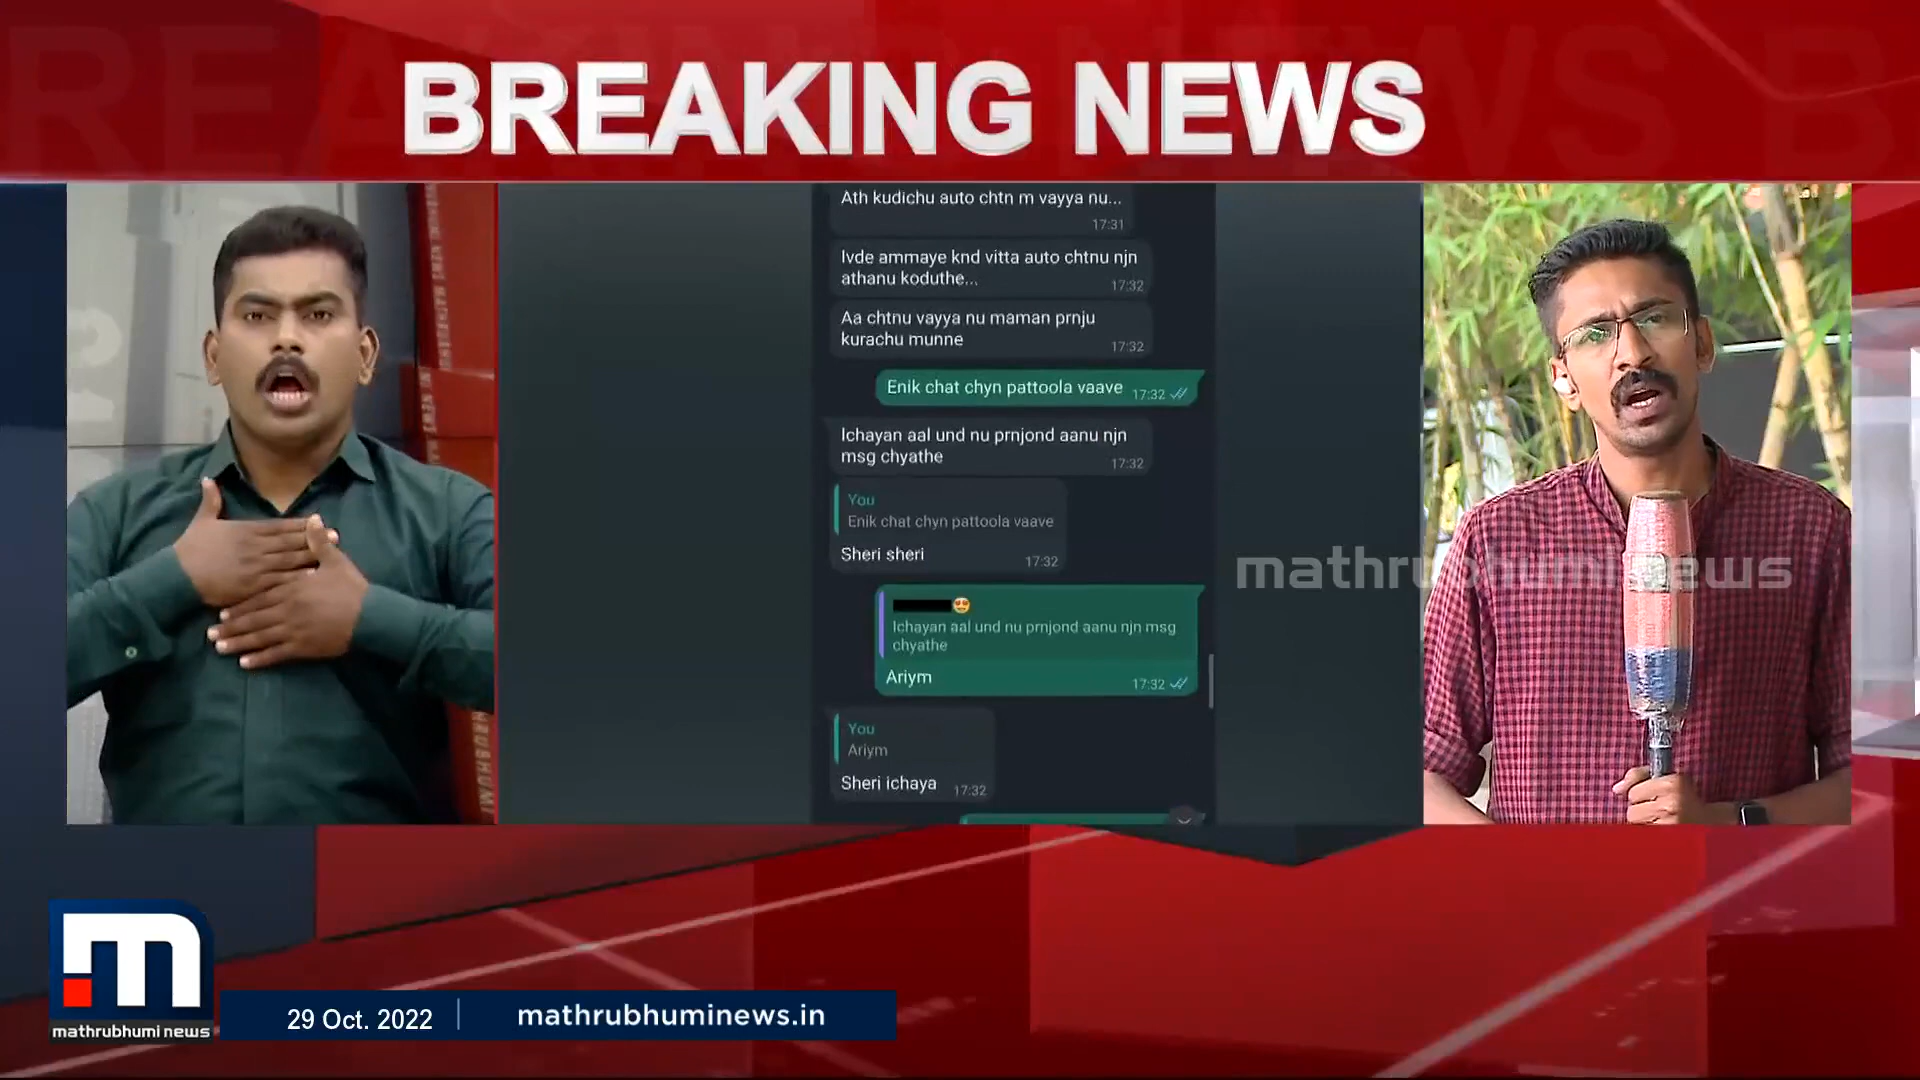 BREAKING NEWS
Ath kudichu auto chtn m vayya nu...
17:31
Ivde ammaye knd vitta auto chtnu njn
athanu koduthe...
17:32
Aa chtnu vayya nu maman prnju
kurachu munne
17:32
Enik chat chyn pattoola vaave
17:32
Ichayan aal und nu prnjond aanu njn
msg chyathe
17:32
You
Enik chat chyn pattoola vaave
Sheri sheri
17:32
Ichayan aal und nu prnjond aanu njn msg
chyathe
Ariym
17:32
You
Ariym
Sheri ichaya
17:32
mathrubhumi news
mathrubhumi news
29 Oct. 2022
mathrubhuminews.in